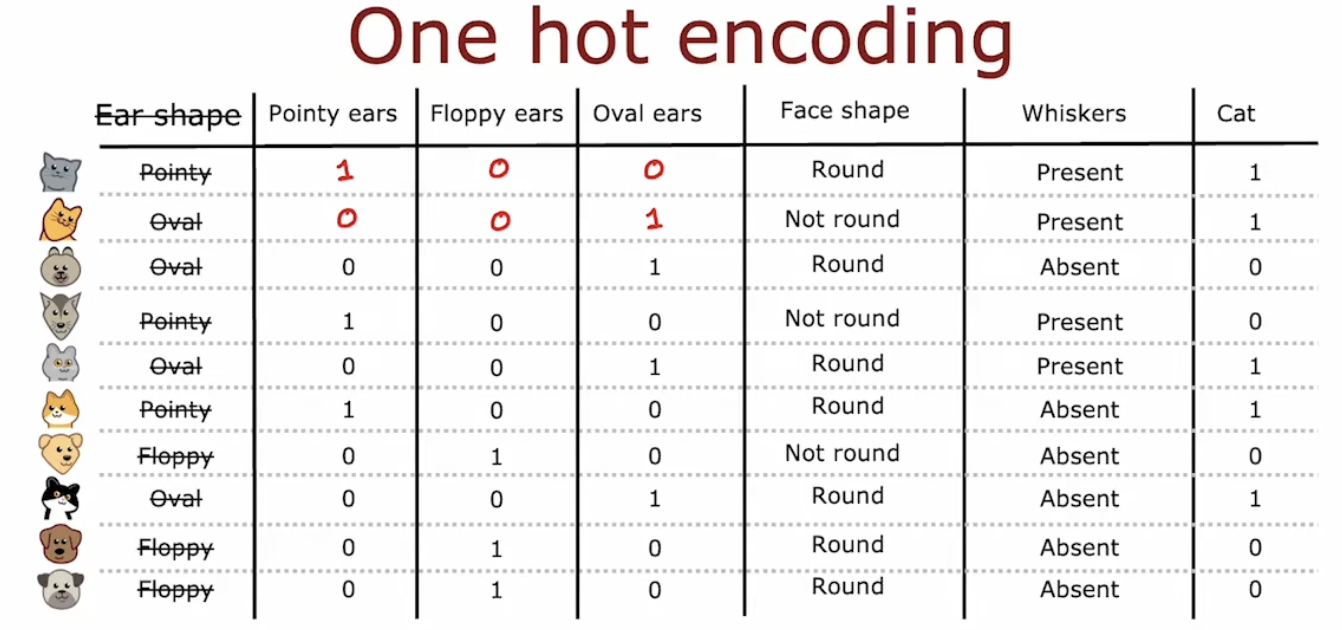 One hot encoding
Ear shape Pointy ears Floppy ears Oval ears Face shape Whiskers Cat
Pointy 1 0 0 Round Present 1
Oval 0 0 1 Not round Present 1
Oval 0 0 1 Round Absent 0
Pointy 1 0 0 Not round Present 0
Oval 0 0 1 Round Present 1
Pointy 1 0 0 Round Absent 1
Floppy 0 1 0 Not round Absent 0
Oval 0 0 1 Round Absent 1
Floppy 0 1 0 Round Absent 0
Floppy 0 1 0 Round Absent 0